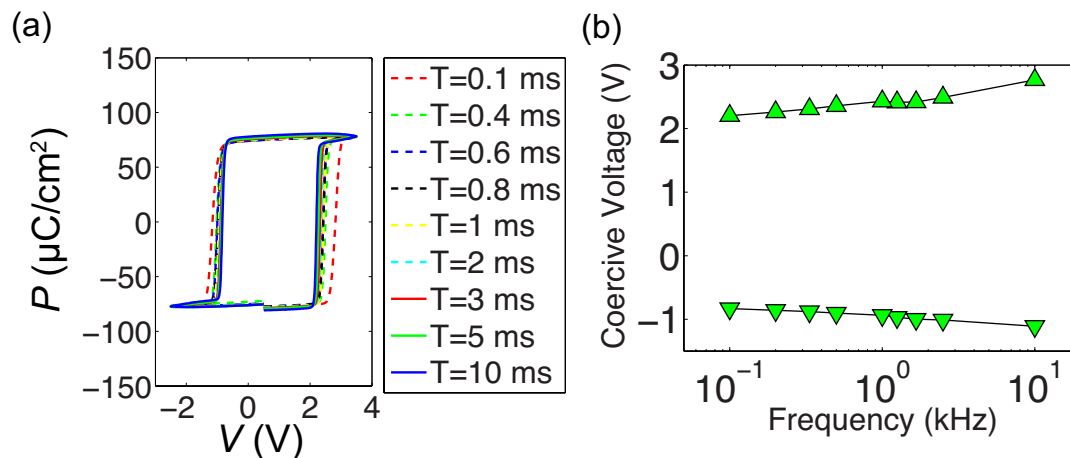 (a)
150
100
50
0
−50
−100
−150
P (µC/cm²)
−2 0 2 4
V (V)
T=0.1 ms
T=0.4 ms
T=0.6 ms
T=0.8 ms
T=1 ms
T=2 ms
T=3 ms
T=5 ms
T=10 ms
(b)
3
2
1
0
−1
Coercive Voltage (V)
10⁻¹ 10⁰ 10¹
Frequency (kHz)